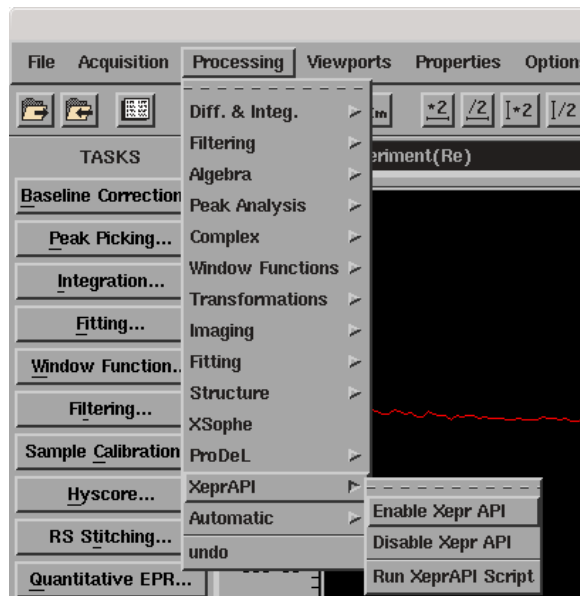 File Acquisition Processing Viewports Properties Option
*2 /2 I*2 I/2
Diff. & Integ.
TASKS
Filtering
eriment(Re)
Algebra
Baseline Correction
Peak Analysis
Peak Picking...
Complex
Window Functions
Integration...
Transformations
Fitting...
Imaging
Window Function..
Fitting
Structure
Filtering...
XSophe
Sample Calibration
ProDeL
XeprAPI
Hyscore...
Enable Xepr API
Automatic
RS Stitching...
Disable Xepr API
undo
Quantitative EPR...
Run XeprAPI Script